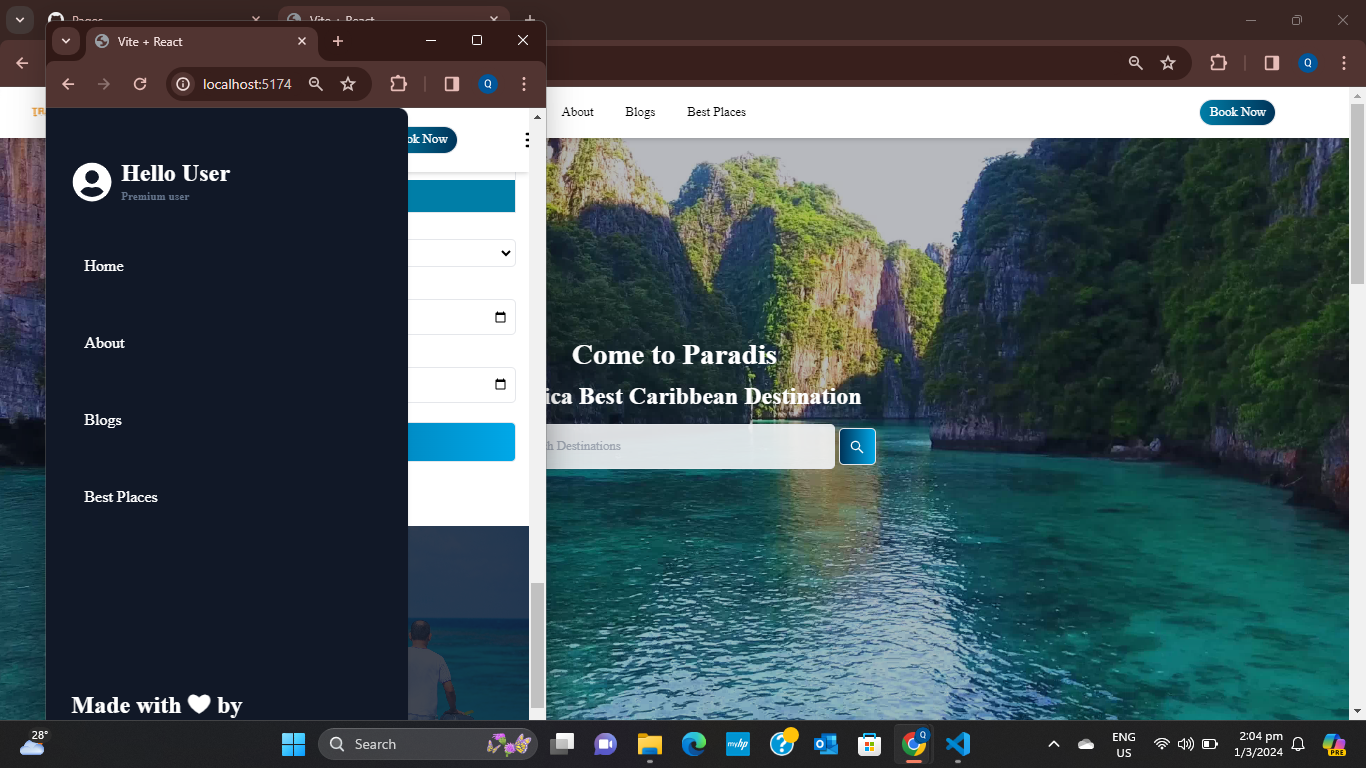 Pages
Vite + React
Vite + React
localhost:5174
Q
Q
About
Blogs
Best Places
Book Now
ok Now
Hello User
Premium user
Home
About
Blogs
Best Places
Made with by
Come to Paradis
ica Best Caribbean Destination
h Destinations
28°
Search
myhp
Q
ENG
US
2:04 pm
1/3/2024
PRE